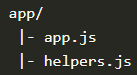 app/
|- app.js
|- helpers.js